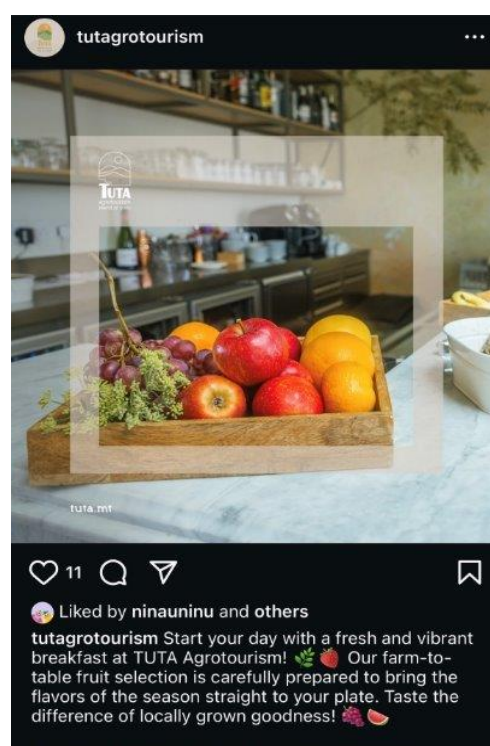 tutagrotourism
TUTA
tuta.mt
11
Liked by ninauninu and others
tutagrotourism Start your day with a fresh and vibrant
breakfast at TUTA Agrotourism! 🌿🍓 Our farm-to-
table fruit selection is carefully prepared to bring the
flavors of the season straight to your plate. Taste the
difference of locally grown goodness! 🍇🍉